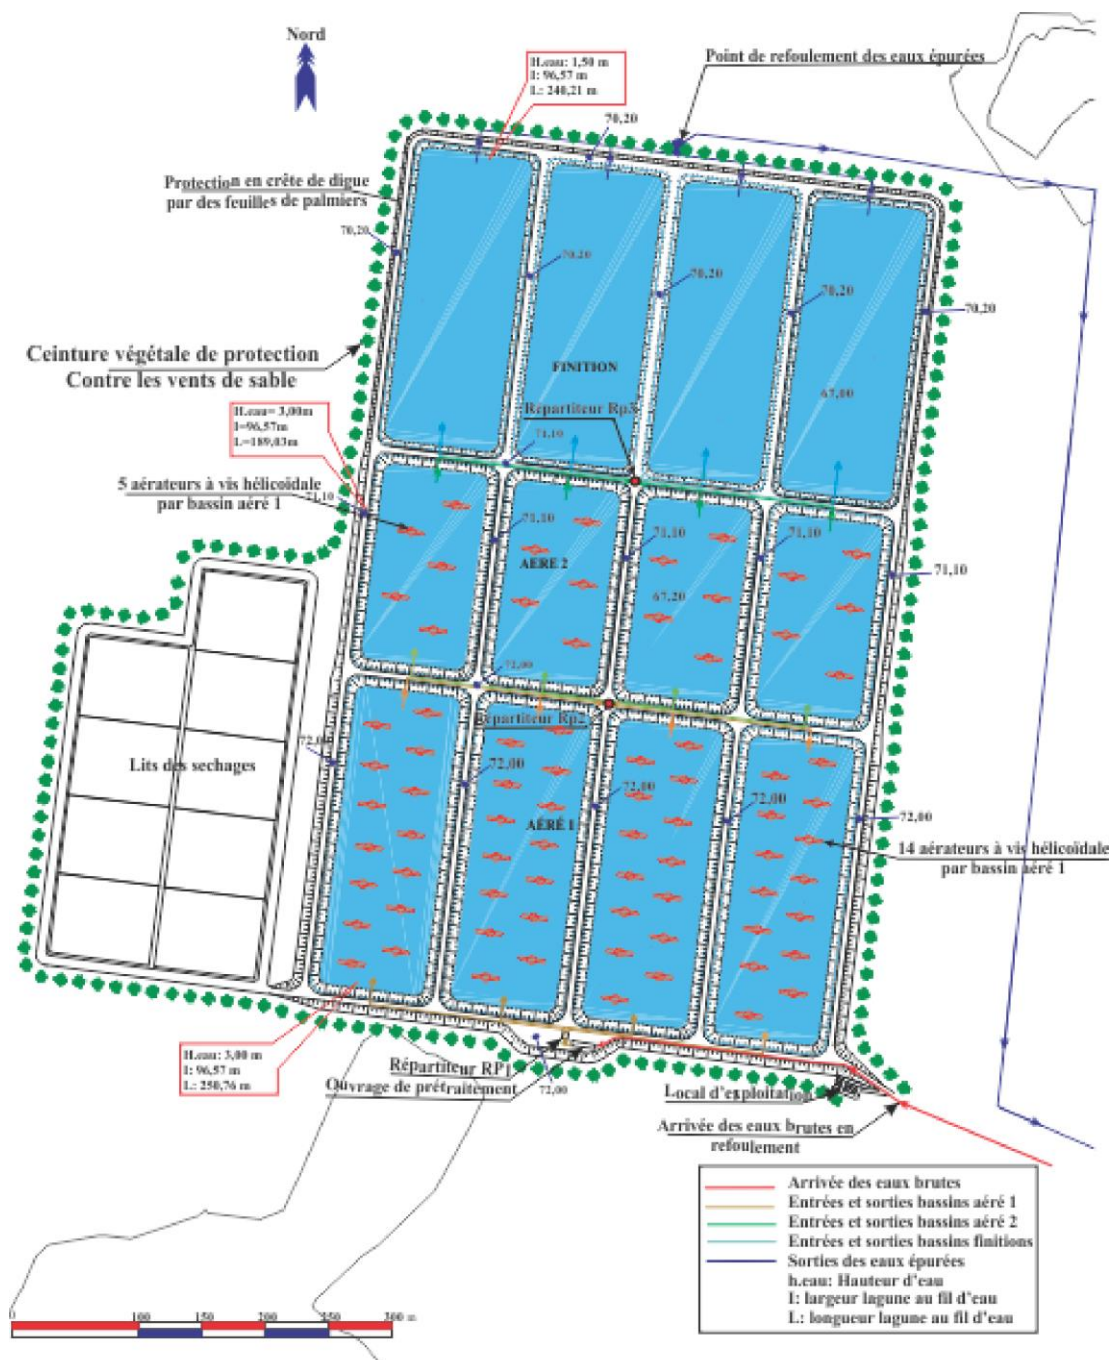 Nord
H.eau: 1,50 m
I: 96,57 m
L: 240,21 m
Point de refoulement des eaux épurées
70,20
Protection en crête de digue
par des feuilles de palmiers
70,20
70,20
70,20
70,20
70,20
Ceinture végétale de protection
Contre les vents de sable
FINITION
67,00
Répartiteur Rp3
H.eau= 3,00m
I=96,57m
L=189,03m
71,10
5 aérateurs à vis hélicoïdale
par bassin aéré 1
71,10
71,10
71,10
71,10
71,10
AERE 2
67,20
72,00
Répartiteur Rp2
72,00
Lits des sechages
72,00
72,00
72,00
72,00
AÉRÉ 1
14 aérateurs à vis hélicoïdale
par bassin aéré 1
H.eau: 3,00 m
I: 96,57 m
L: 250,76 m
Répartiteur RP1
Ouvrage de prétraitement
72,00
Local d'exploitation
Arrivée des eaux brutes en
refoulement
Arrivée des eaux brutes
Entrées et sorties bassins aéré 1
Entrées et sorties bassins aéré 2
Entrées et sorties bassins finitions
Sorties des eaux épurées
h.eau: Hauteur d'eau
I: largeur lagune au fil d'eau
L: longueur lagune au fil d'eau
0 100 150 200 250 300 m